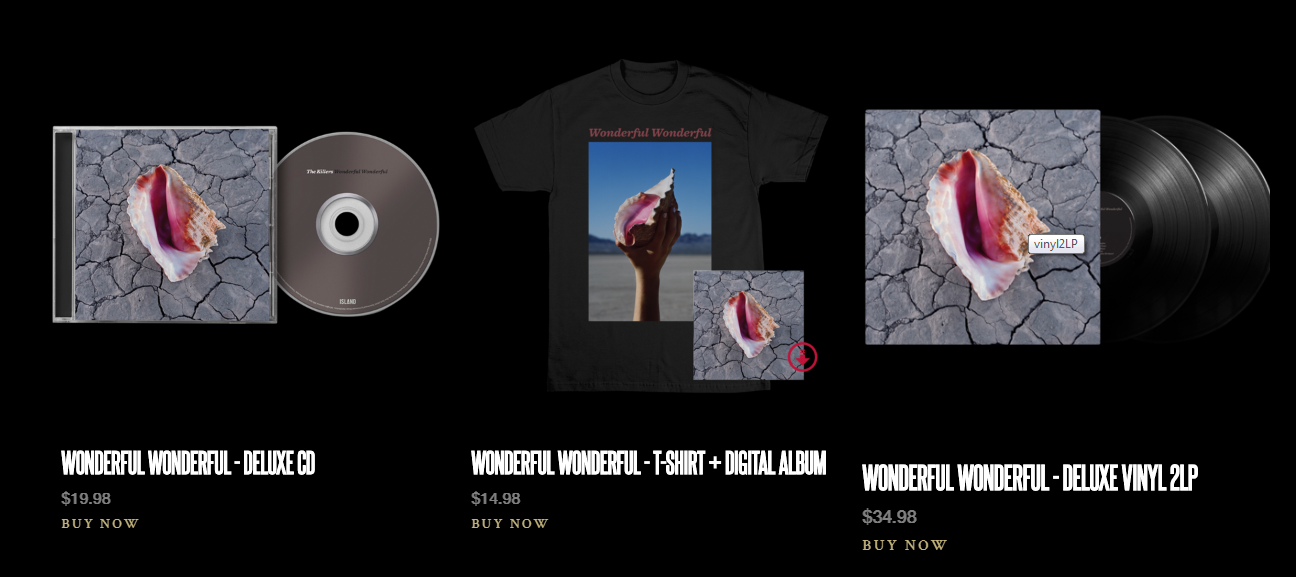 The Killers Wonderful Wonderful
ISLAND
Wonderful Wonderful
vinyl2LP
WONDERFUL WONDERFUL - DELUXE CD
$19.98
BUY NOW
WONDERFUL WONDERFUL - T-SHIRT + DIGITAL ALBUM
$14.98
BUY NOW
WONDERFUL WONDERFUL - DELUXE VINYL 2LP
$34.98
BUY NOW